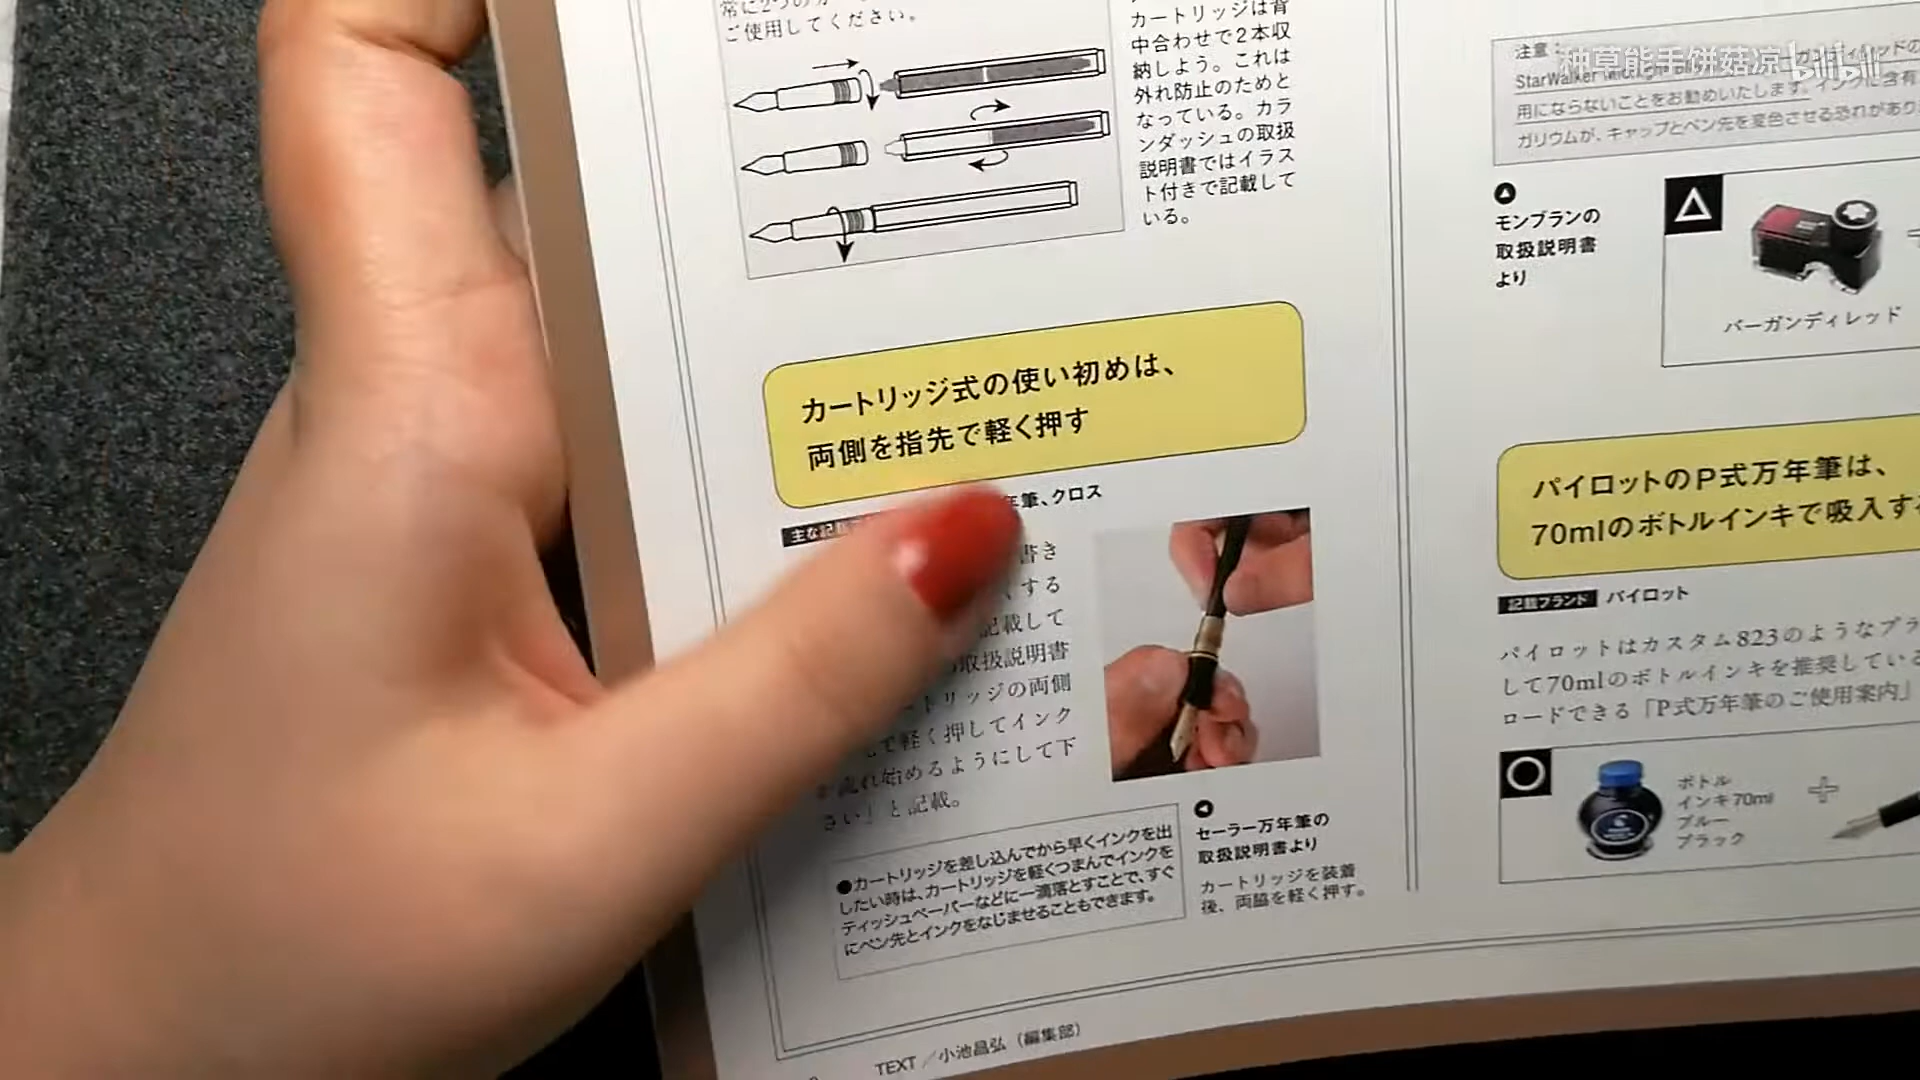 ご使用してください。
カートリッジは背
中合わせで2本収
納しよう。これは
外れ防止のためと
なっている。カラ
ンダッシュの取扱
説明書ではイラス
ト付きで記載して
いる。
カートリッジ式の使い初めは、
両側を指先で軽く押す
年筆、クロス
書き
する
記載して
取扱説明書
トリッジの両側
軽く押してインク
流れ始めるようにして下
さい」と記載。
●カートリッジを差し込んでから早くインクを出
したい時は、カートリッジを軽くつまんでインクを
ティッシュペーパーなどに一滴落とすことで、すぐ
にペン先とインクをなじませることもできます。
セーラー万年筆の
取扱説明書より
カートリッジを装着
後、両脇を軽く押す。
TEXT/小池昌弘(編集部)
注意:
StarWalker
用にならないことをお勧めいたします。インクに含有
ガリウムが、キャップとペン先を変色させる恐れがあり
モンブランの
取扱説明書
より
バーガンディレッド
パイロットのP式万年筆は、
70mlのボトルインキで吸入す
記載ブランド パイロット
パイロットはカスタム823のようなプラ
して70mlのボトルインキを推奨している
ロードできる「P式万年筆のご使用案内」
ボトル
インキ70ml
ブルー
ブラック
种草能手饼菇凉 bilibili